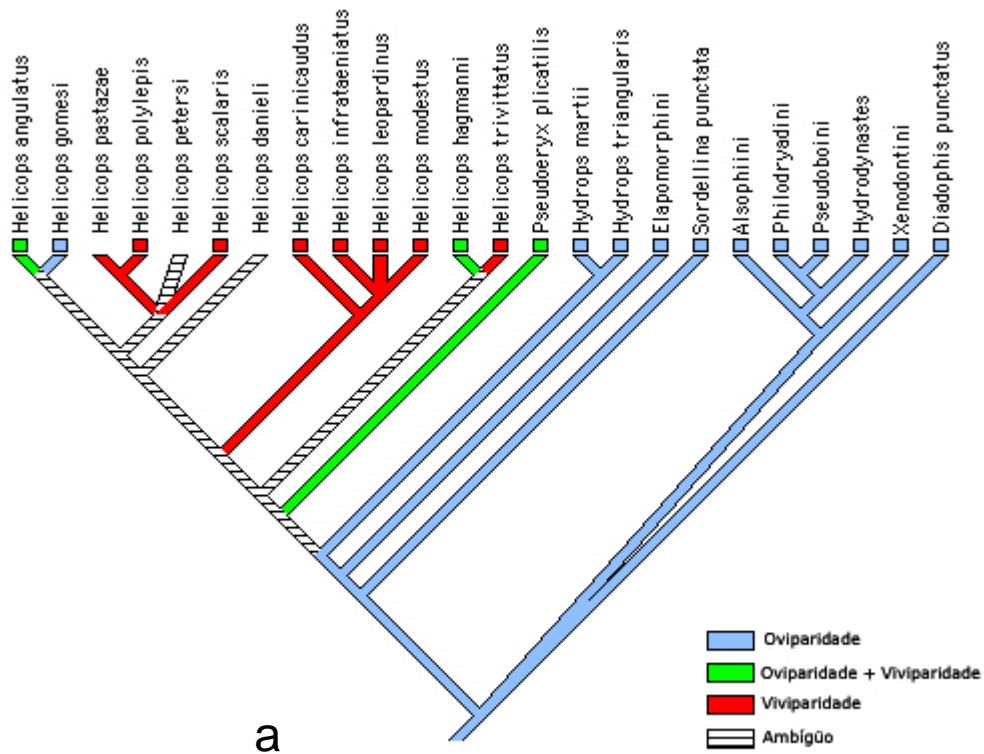 Helicops angulatus
Helicops gomesi
Helicops pastazae
Helicops polylepis
Helicops petersi
Helicops scalaris
Helicops danieli
Helicops carinicaudus
Helicops infrataeniatus
Helicops leopardinus
Helicops modestus
Helicops hagmanni
Helicops trivittatus
Pseudoeryx plicatilis
Hydrops martii
Hydrops triangularis
Elapomorphini
Sordellina punctata
Alsophiini
Philodryadini
Pseudoboini
Hydrodynastes
Xenodontini
Diadophis punctatus
Oviparidade
Oviparidade + Viviparidade
Viviparidade
Ambígüo
a